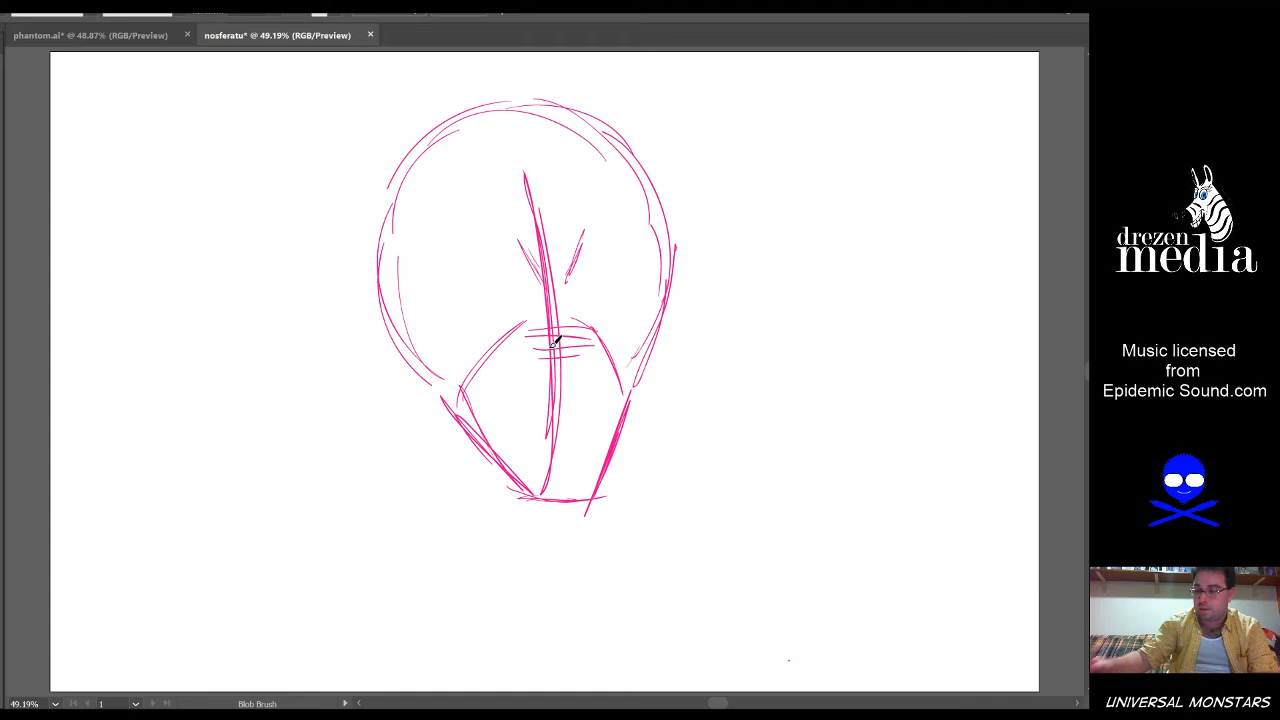 phantom.ai* @ 48.87% (RGB/Preview)
nosferatu* @ 49.19% (RGB/Preview)
drezen
media
Music licensed
from
Epidemic Sound.com
49.19%
1
Blob Brush
UNIVERSAL MONSTARS